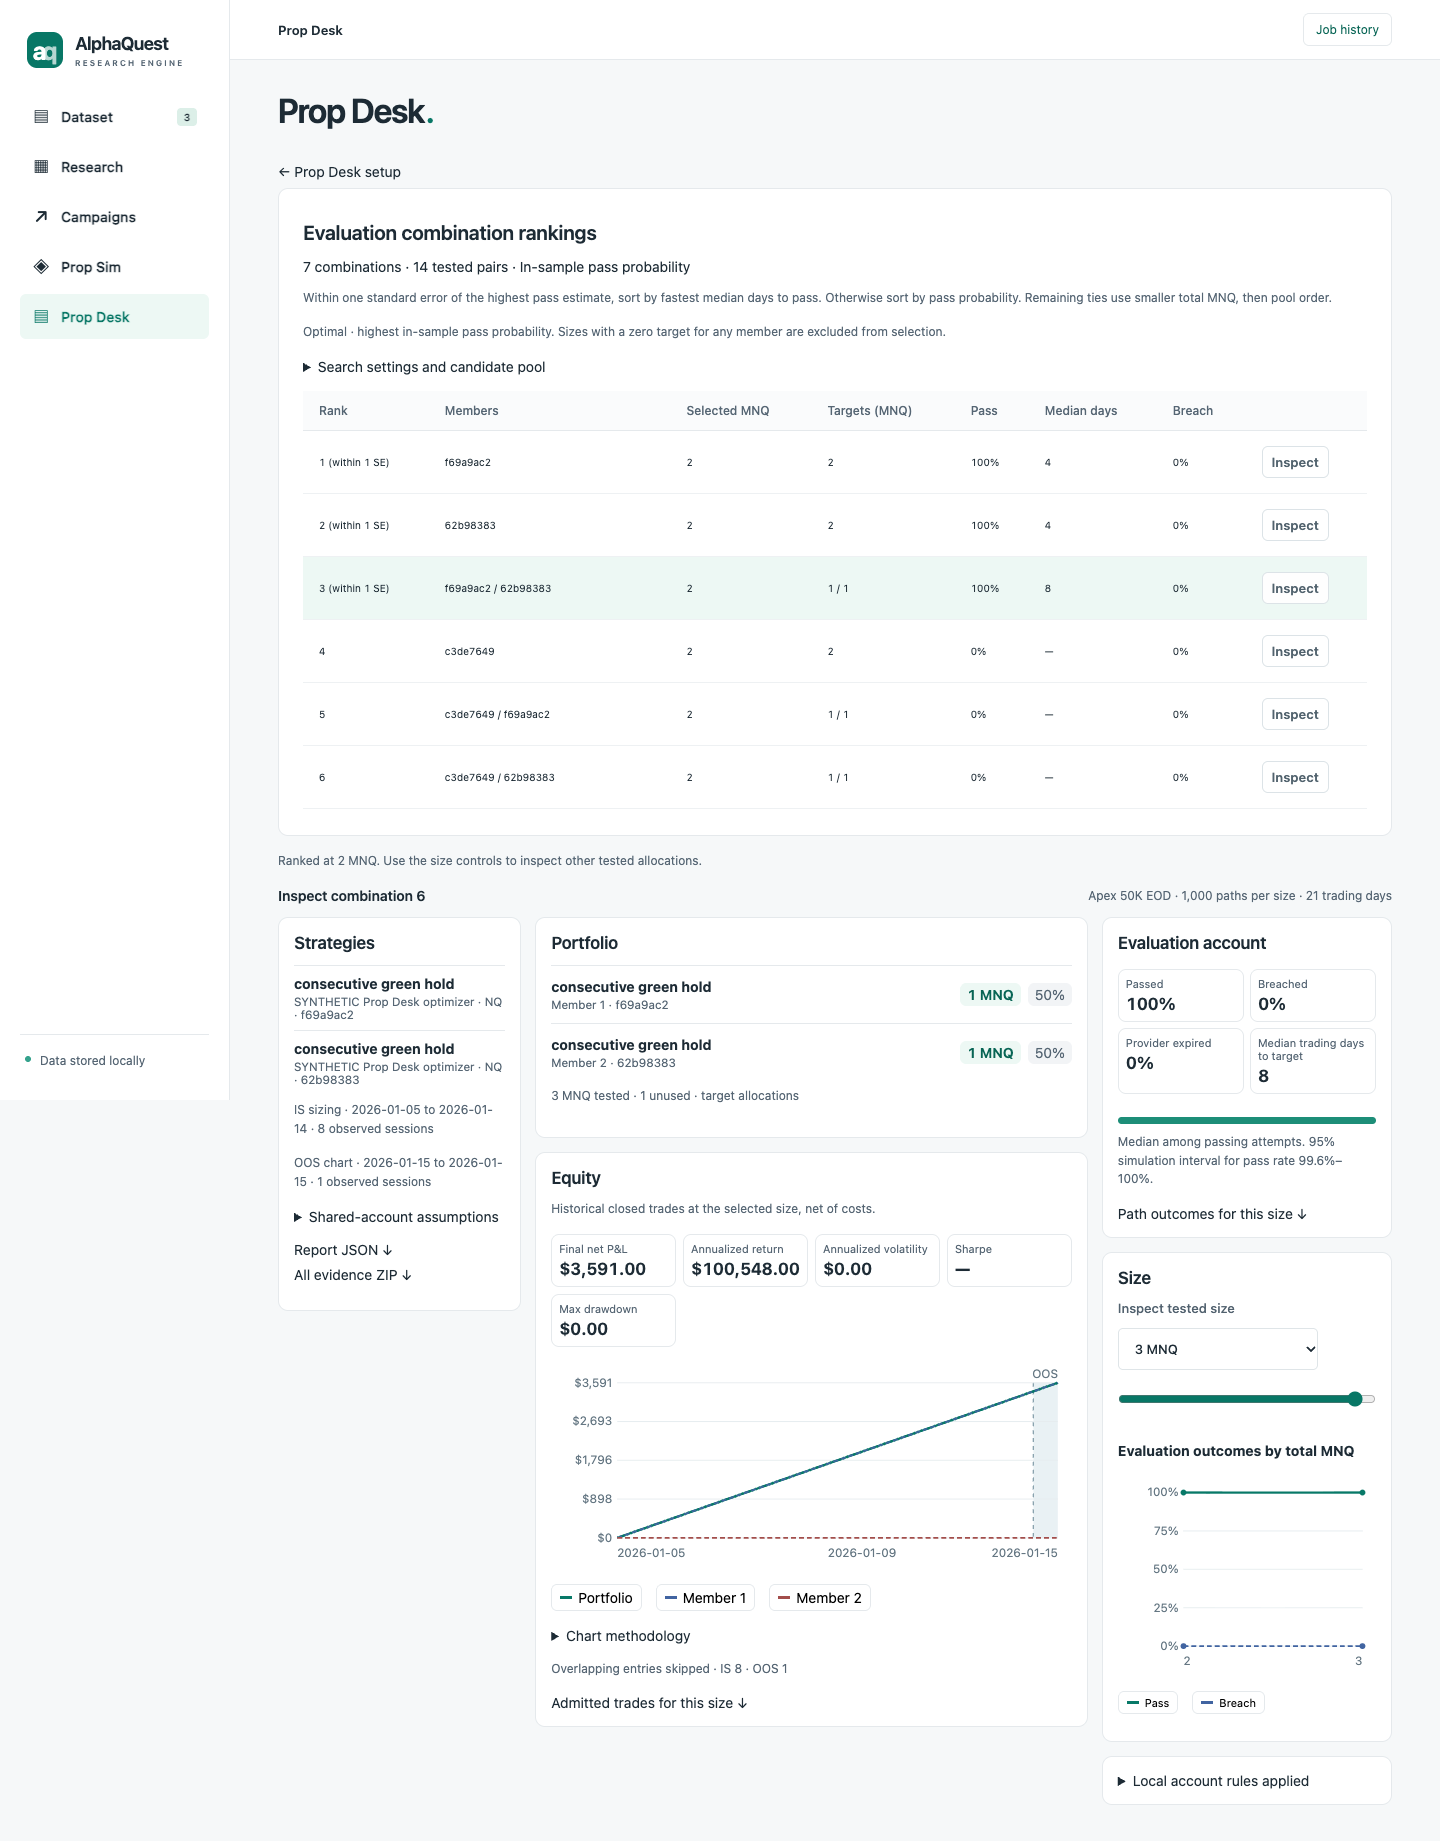 aq
AlphaQuest
RESEARCH ENGINE
Dataset 3
Research
Campaigns
Prop Sim
Prop Desk
Data stored locally
Prop Desk
Job history
Prop Desk.
← Prop Desk setup
Evaluation combination rankings
7 combinations · 14 tested pairs · In-sample pass probability
Within one standard error of the highest pass estimate, sort by fastest median days to pass. Otherwise sort by pass probability. Remaining ties use smaller total MNQ, then pool order.
Optimal · highest in-sample pass probability. Sizes with a zero target for any member are excluded from selection.
▶ Search settings and candidate pool
Rank Members Selected MNQ Targets (MNQ) Pass Median days Breach
1 (within 1 SE) f69a9ac2 2 2 100% 4 0% Inspect
2 (within 1 SE) 62b98383 2 2 100% 4 0% Inspect
3 (within 1 SE) f69a9ac2 / 62b98383 2 1 / 1 100% 8 0% Inspect
4 c3de7649 2 2 0% — 0% Inspect
5 c3de7649 / f69a9ac2 2 1 / 1 0% — 0% Inspect
6 c3de7649 / 62b98383 2 1 / 1 0% — 0% Inspect
Ranked at 2 MNQ. Use the size controls to inspect other tested allocations.
Inspect combination 6
Apex 50K EOD · 1,000 paths per size · 21 trading days
Strategies
consecutive green hold
SYNTHETIC Prop Desk optimizer · NQ
· f69a9ac2
consecutive green hold
SYNTHETIC Prop Desk optimizer · NQ
· 62b98383
IS sizing · 2026-01-05 to 2026-01-
14 · 8 observed sessions
OOS chart · 2026-01-15 to 2026-01-
15 · 1 observed sessions
▶ Shared-account assumptions
Report JSON ↓
All evidence ZIP ↓
Portfolio
consecutive green hold
Member 1 · f69a9ac2
1 MNQ 50%
consecutive green hold
Member 2 · 62b98383
1 MNQ 50%
3 MNQ tested · 1 unused · target allocations
Equity
Historical closed trades at the selected size, net of costs.
Final net P&L
$3,591.00
Annualized return
$100,548.00
Annualized volatility
$0.00
Sharpe
—
Max drawdown
$0.00
OOS
$3,591
$2,693
$1,796
$898
$0
2026-01-05 2026-01-09 2026-01-15
Portfolio Member 1 Member 2
▶ Chart methodology
Overlapping entries skipped · IS 8 · OOS 1
Admitted trades for this size ↓
Evaluation account
Passed
100%
Breached
0%
Provider expired
0%
Median trading days
to target
8
Median among passing attempts. 95%
simulation interval for pass rate 99.6%–
100%.
Path outcomes for this size ↓
Size
Inspect tested size
3 MNQ
Evaluation outcomes by total MNQ
100%
75%
50%
25%
0%
2 3
Pass Breach
▶ Local account rules applied